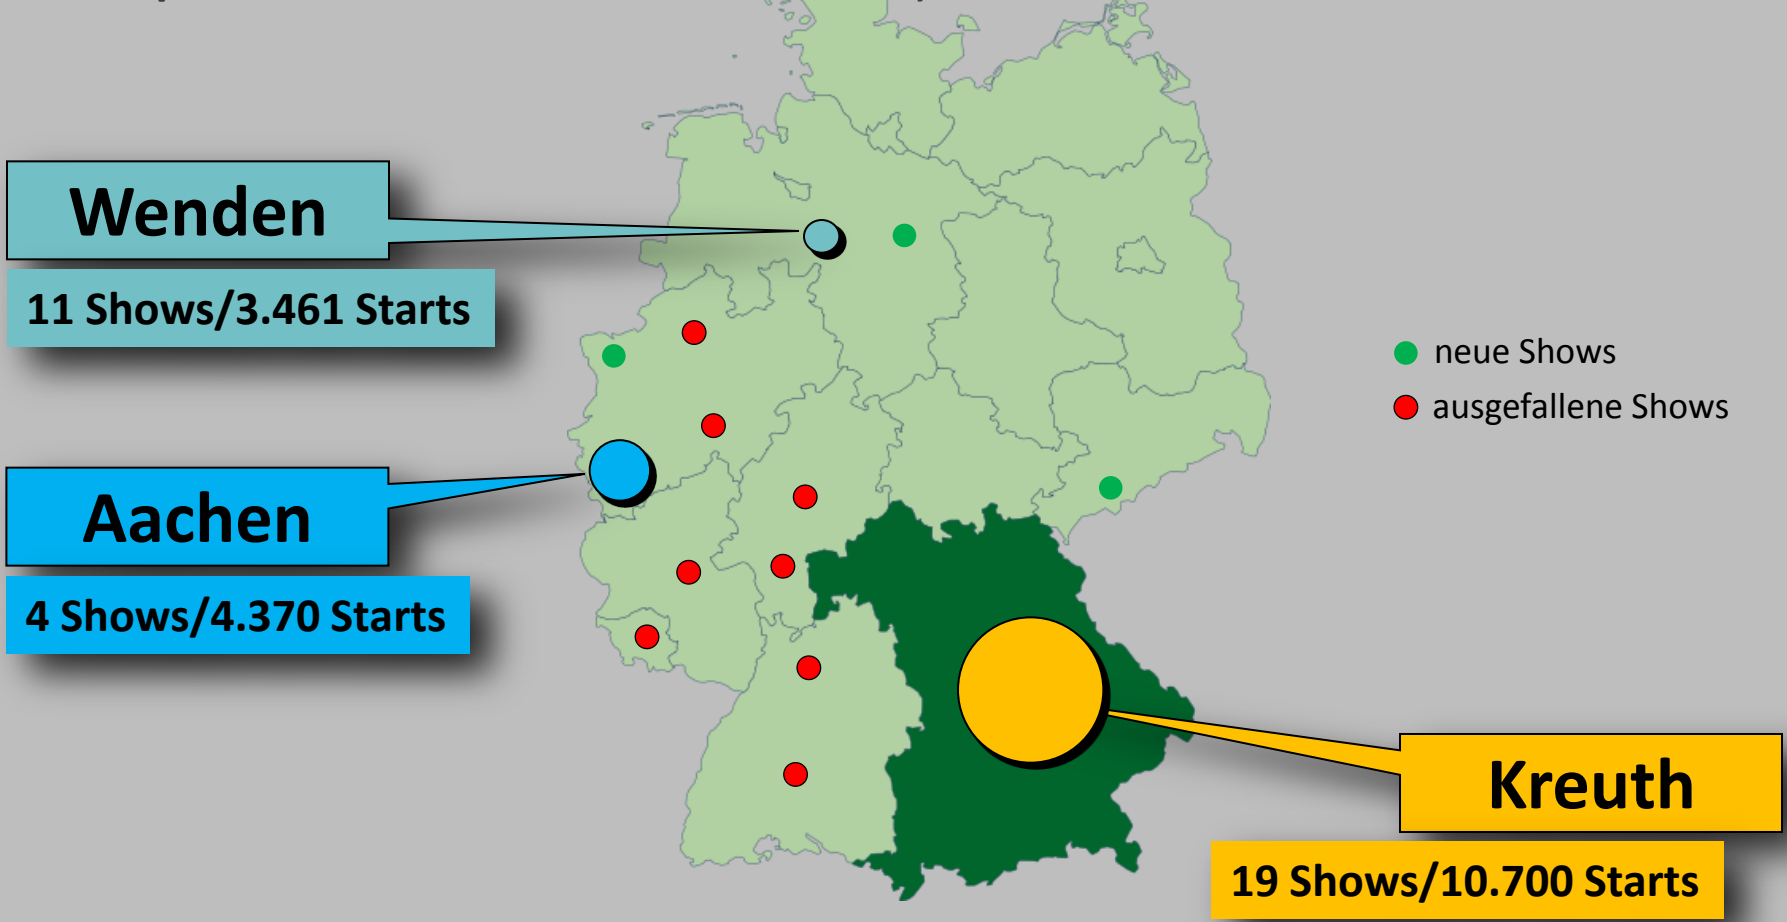 Wenden
11 Shows/3.461 Starts
neue Shows
ausgefallene Shows
Aachen
4 Shows/4.370 Starts
Kreuth
19 Shows/10.700 Starts